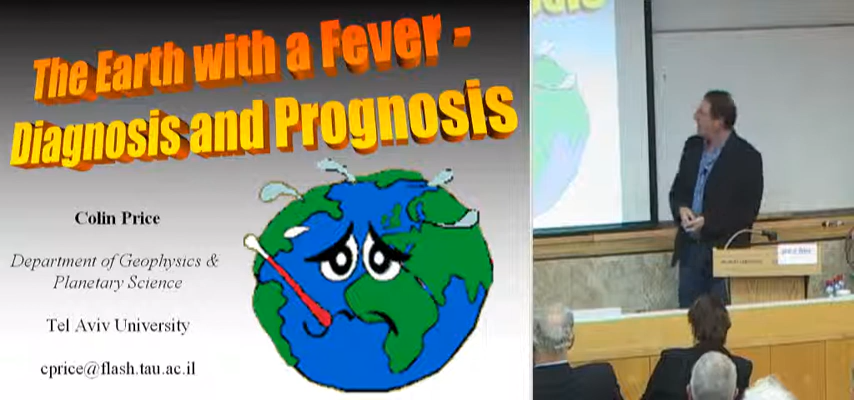 The Earth with a Fever -
Diagnosis and Prognosis
Colin Price
Department of Geophysics &
Planetary Science
Tel Aviv University
cprice@flash.tau.ac.il